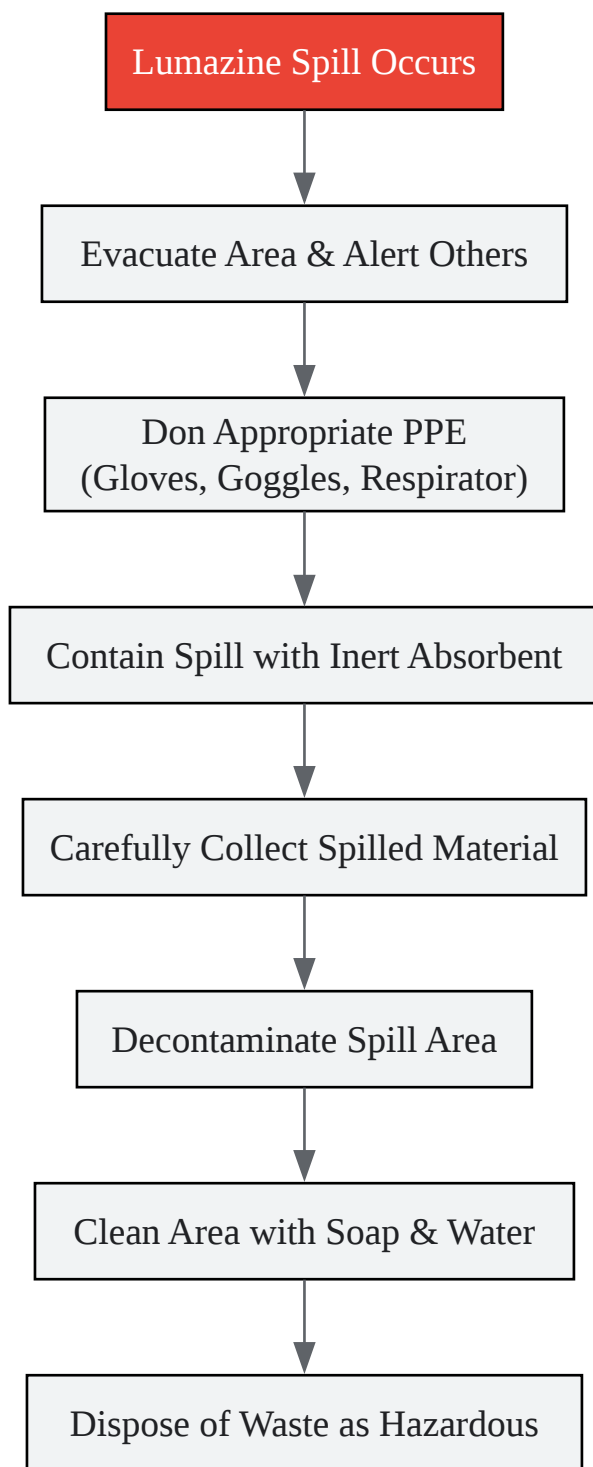 Lumazine Spill Occurs
Evacuate Area & Alert Others
Don Appropriate PPE
(Gloves, Goggles, Respirator)
Contain Spill with Inert Absorbent
Carefully Collect Spilled Material
Decontaminate Spill Area
Clean Area with Soap & Water
Dispose of Waste as Hazardous